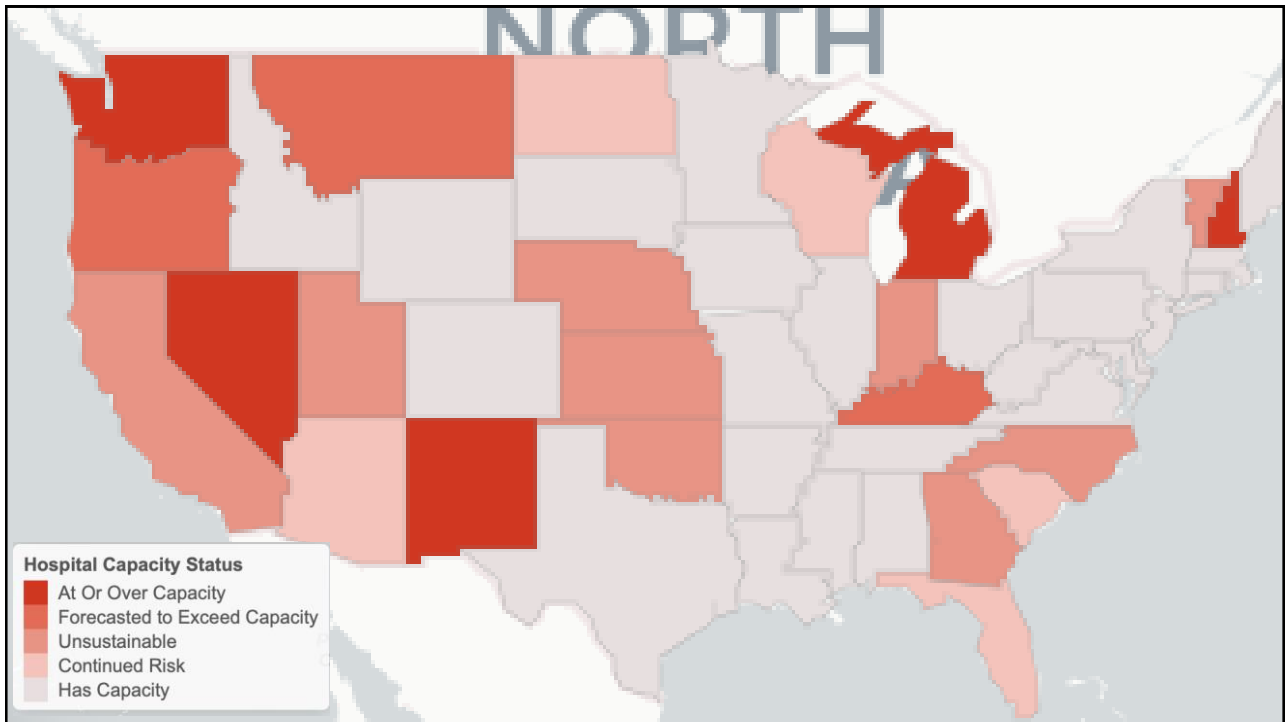 NORTH
A
Hospital Capacity Status
At Or Over Capacity
Forecasted to Exceed Capacity
Unsustainable
Continued Risk
Has Capacity